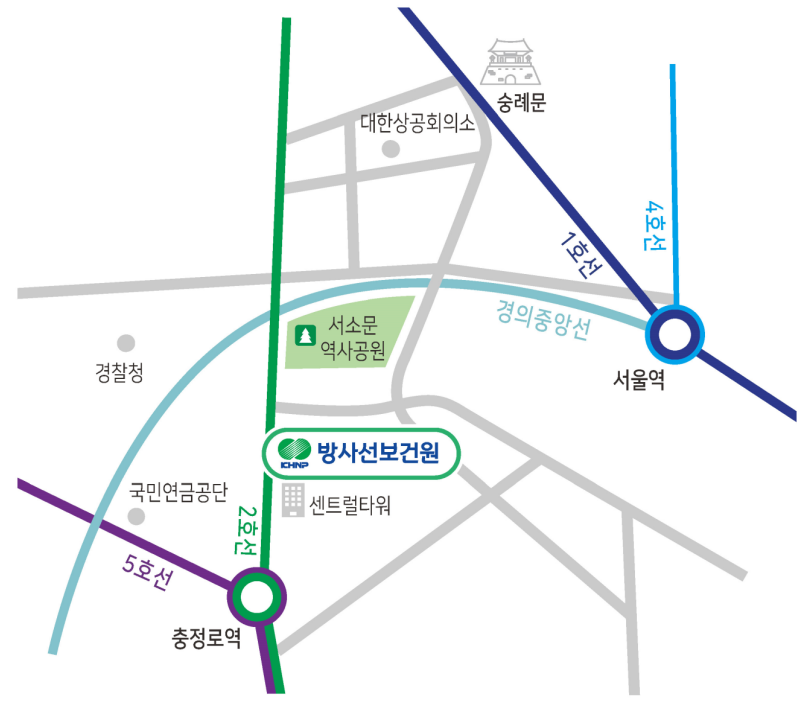 숭례문
대한상공회의소
4호선
1호선
경의중앙선
서소문
역사공원
경찰청
서울역
KHNP 방사선보건원
국민연금공단
센트럴타워
2호선
5호선
충정로역